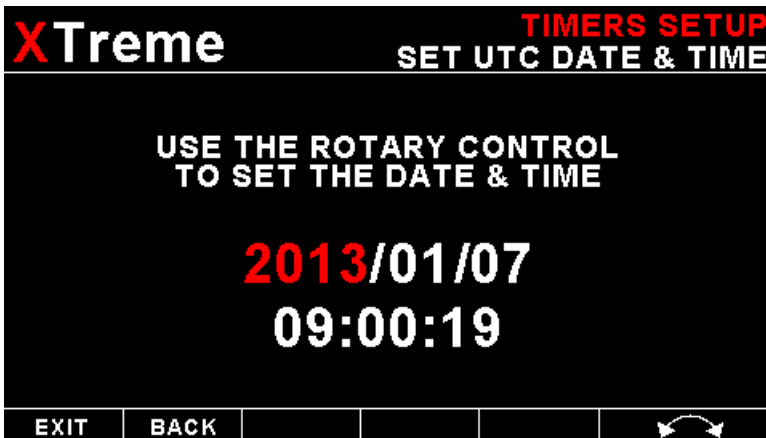 XTreme
TIMERS SETUP
SET UTC DATE & TIME
USE THE ROTARY CONTROL
TO SET THE DATE & TIME
2013/01/07
09:00:19
EXIT BACK